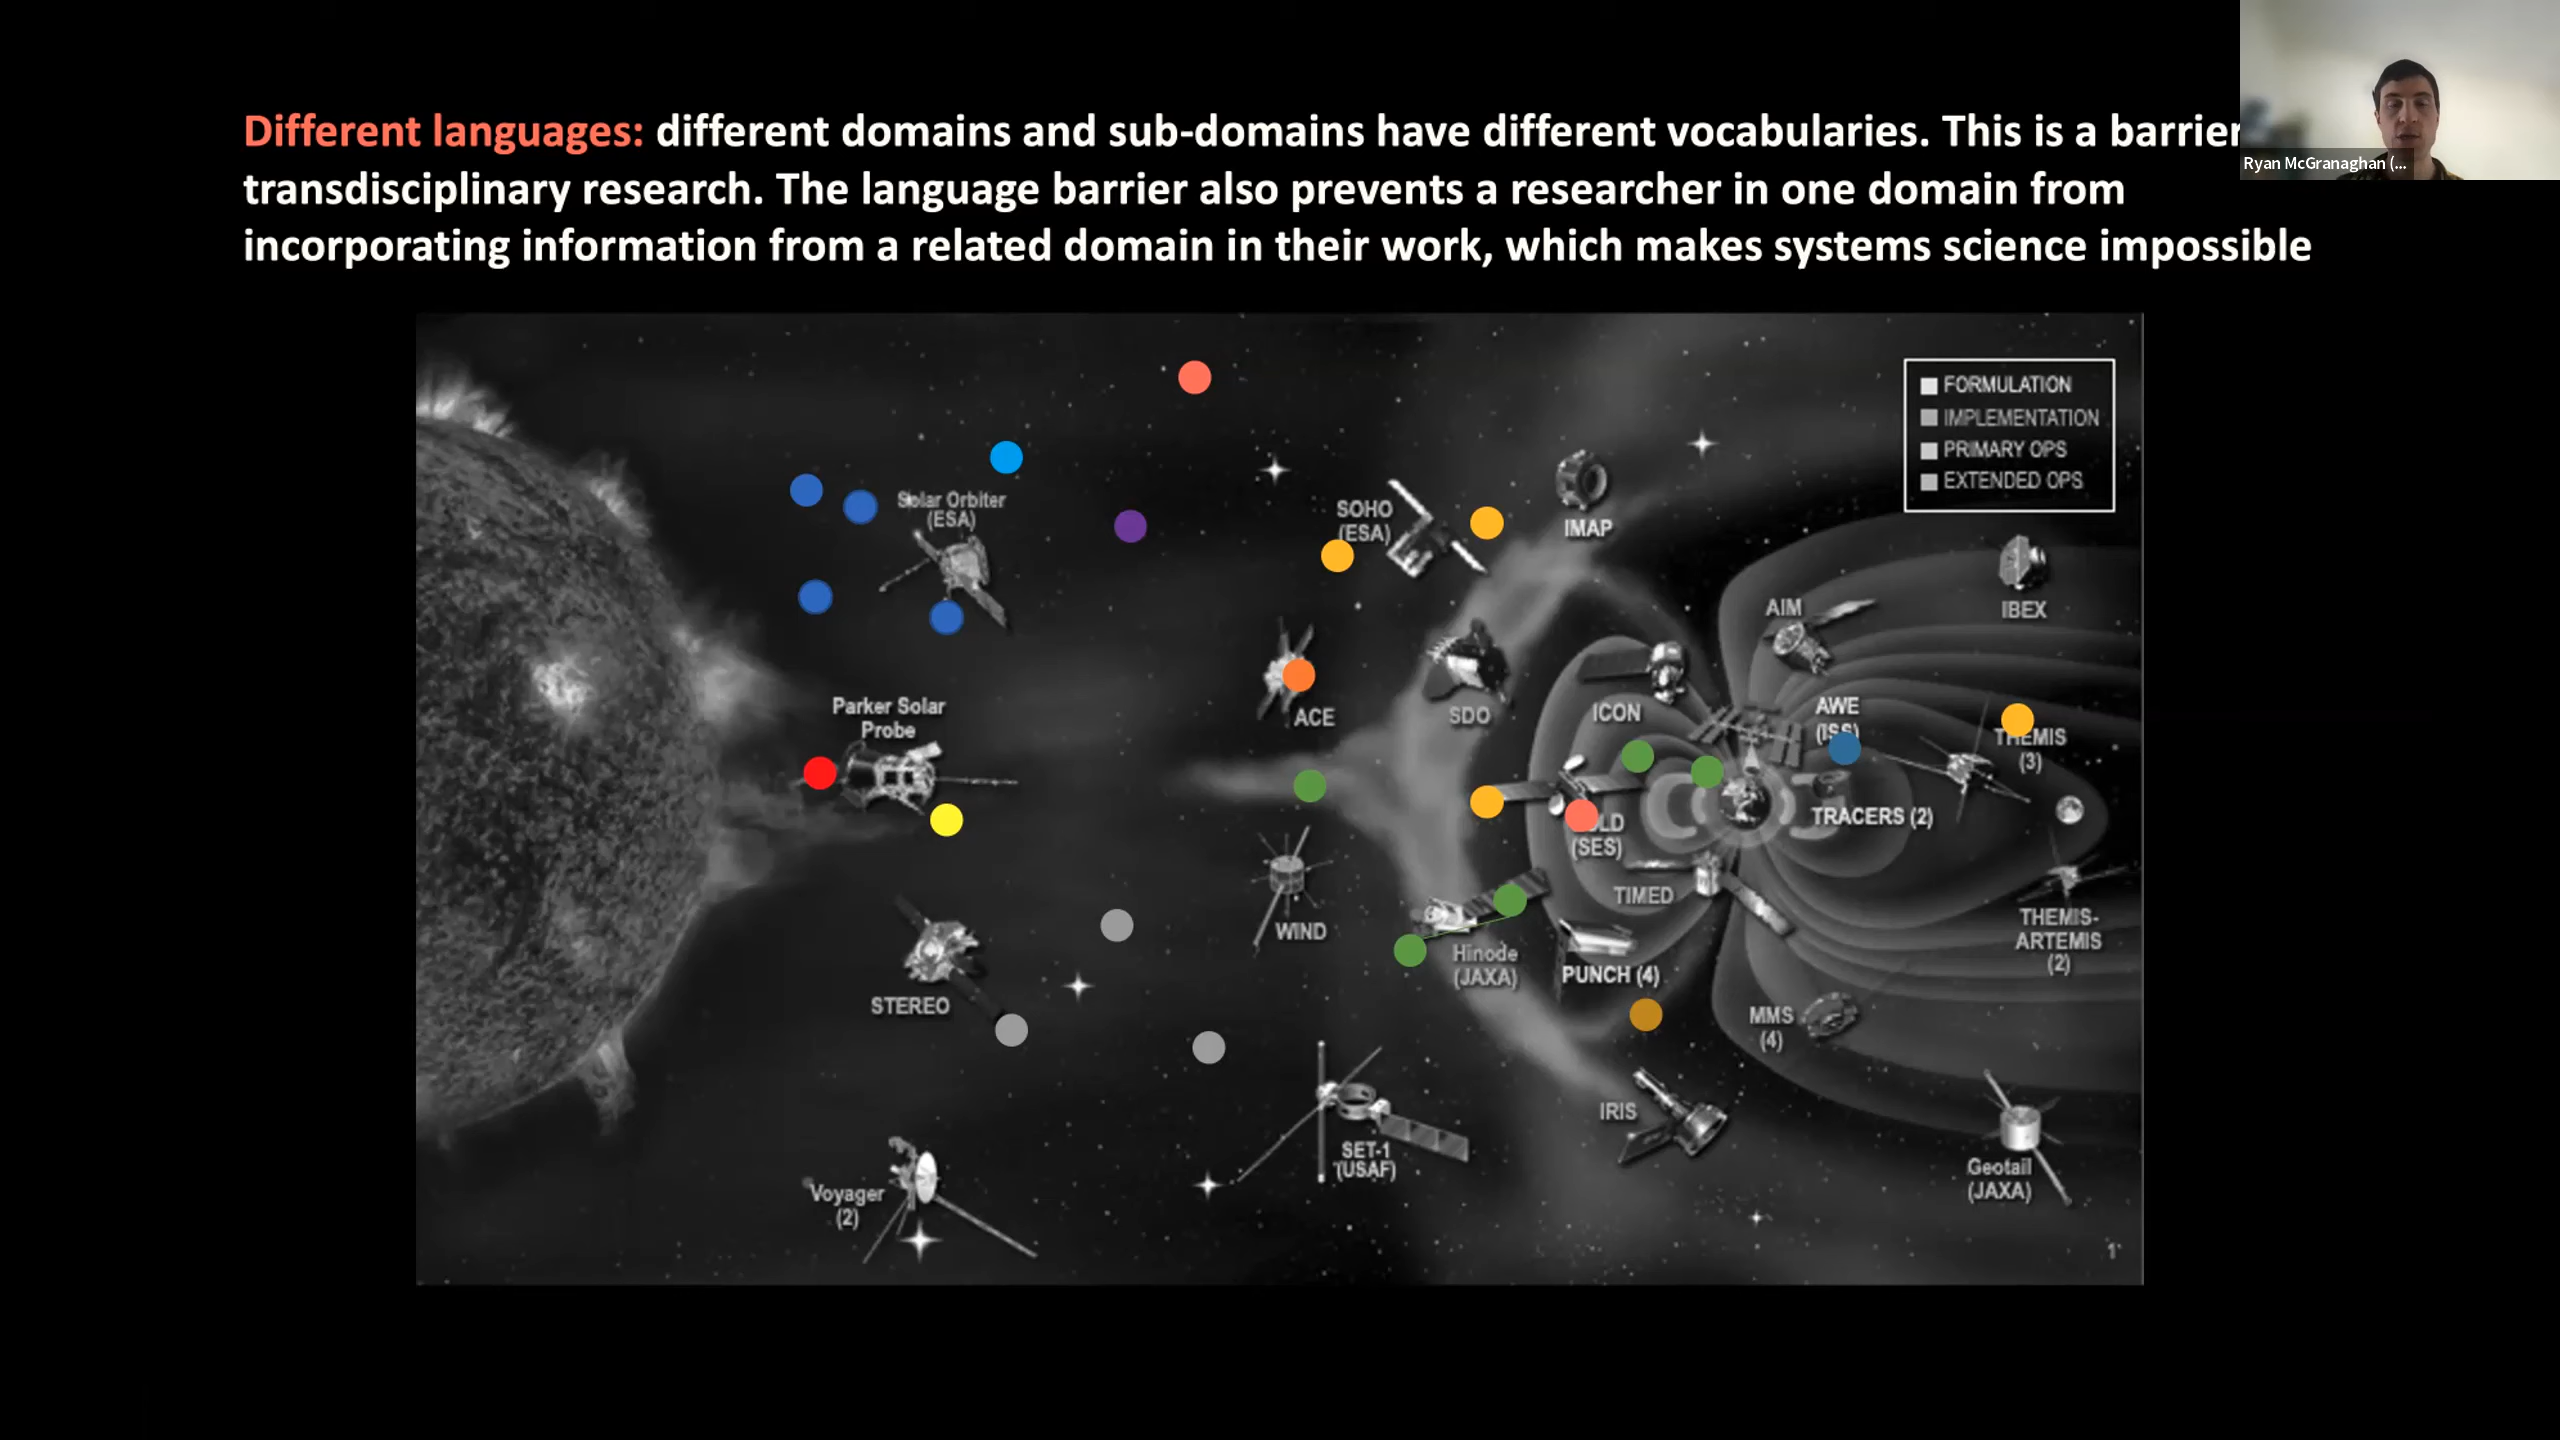 Different languages: different domains and sub-domains have different vocabularies. This is a barrier
transdisciplinary research. The language barrier also prevents a researcher in one domain from
incorporating information from a related domain in their work, which makes systems science impossible
Ryan McGranaghan (...
FORMULATION
IMPLEMENTATION
PRIMARY OPS
EXTENDED OPS
Solar Orbiter
(ESA)
SOHO
(ESA)
IMAP
IBEX
AIM
Parker Solar
Probe
ACE
SDO
ICON
AWE
(ISS)
THEMIS
(3)
(SES)
TRACERS (2)
TIMED
WIND
Hinode
(JAXA)
PUNCH (4)
THEMIS-
ARTEMIS
(2)
STEREO
MMS
(4)
IRIS
SET-1
(USAF)
Voyager
(2)
Geotail
(JAXA)
1